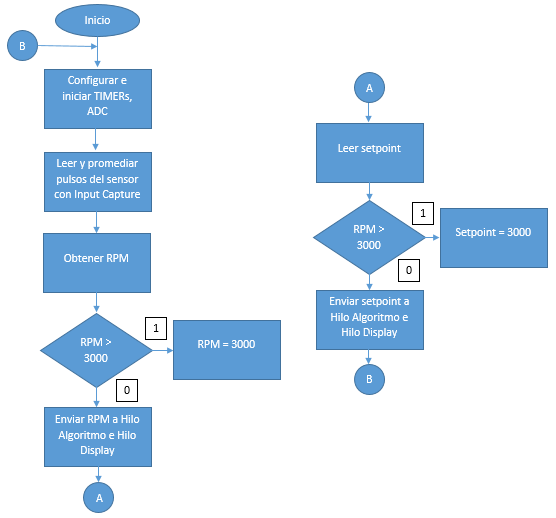 Inicio
B
Configurar e
iniciar TIMERs,
ADC
Leer y promediar
pulsos del sensor
con Input Capture
Obtener RPM
RPM >
3000
1
RPM = 3000
0
Enviar RPM a Hilo
Algoritmo e Hilo
Display
A
A
Leer setpoint
RPM >
3000
1
Setpoint = 3000
0
Enviar setpoint a
Hilo Algoritmo e
Hilo Display
B